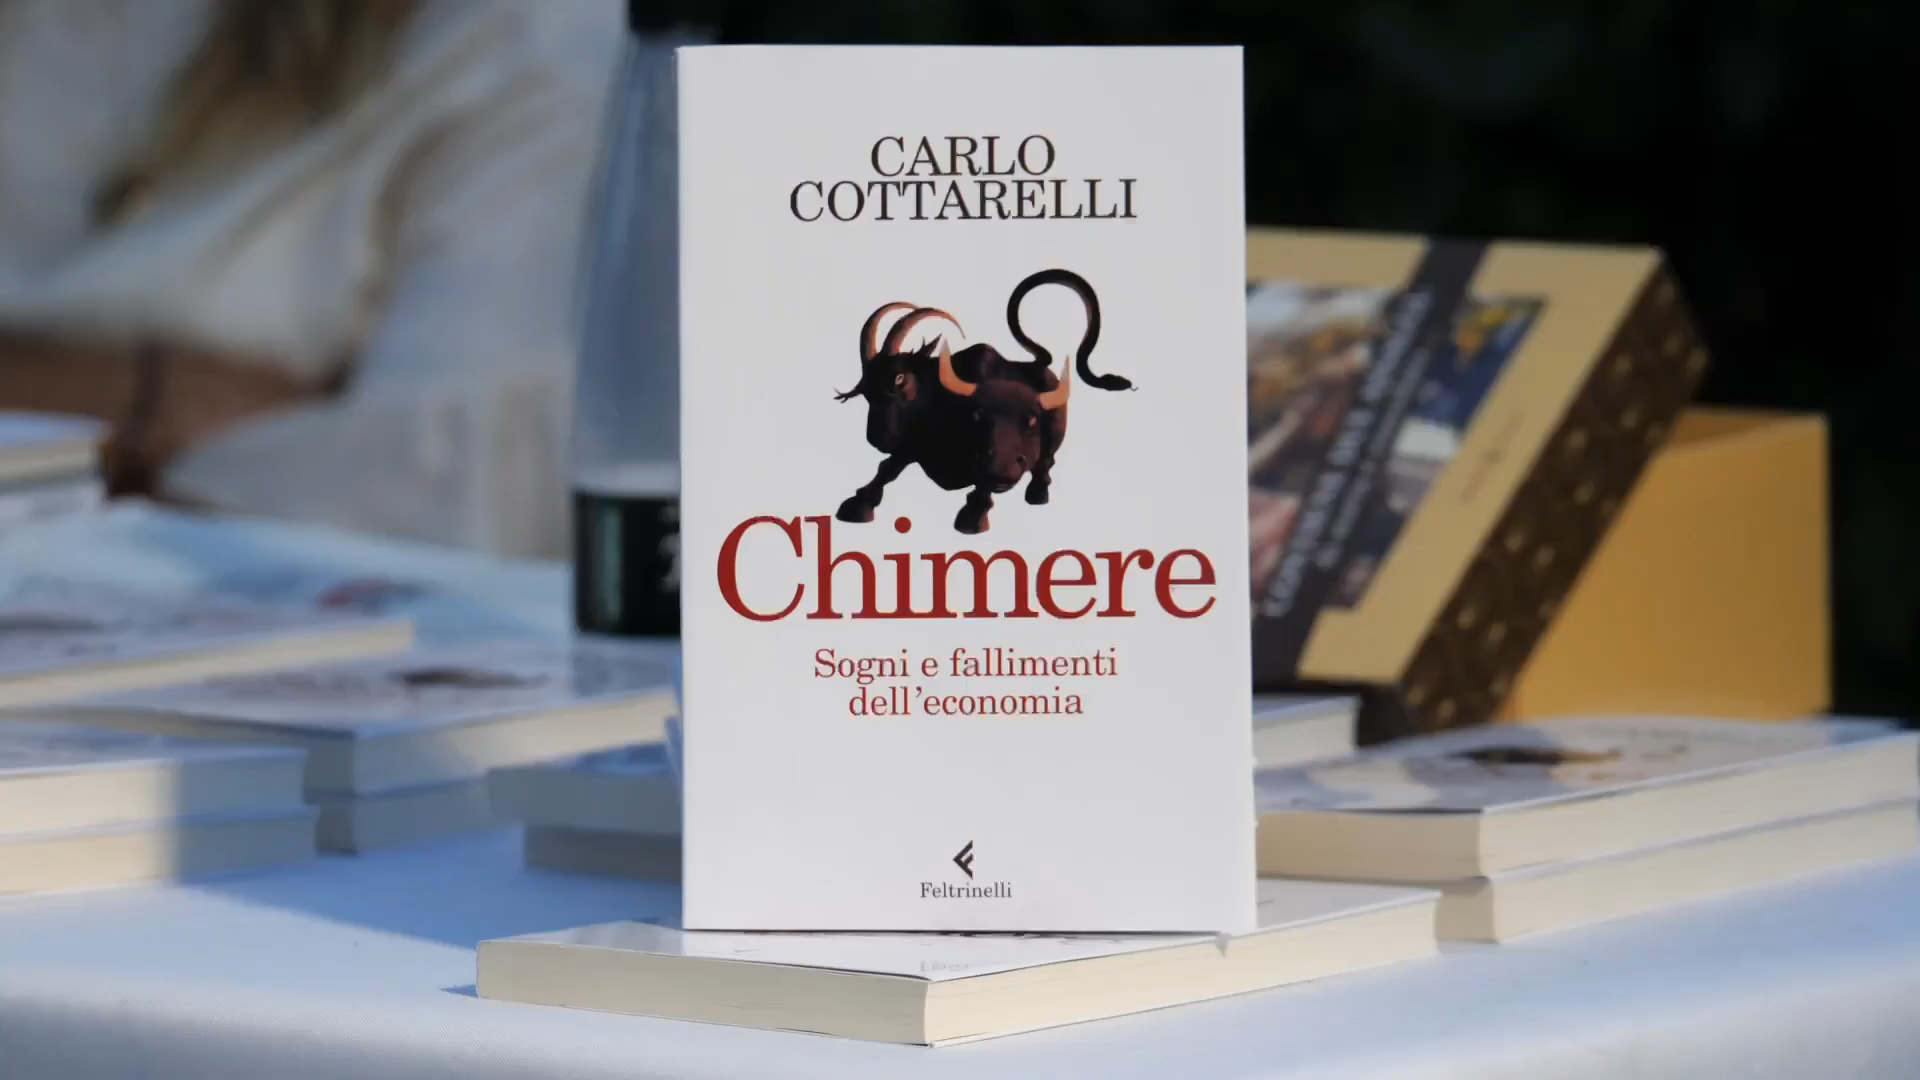 CARLO
COTTARELLI
Chimere
Sogni e fallimenti
dell'economia
Feltrinelli